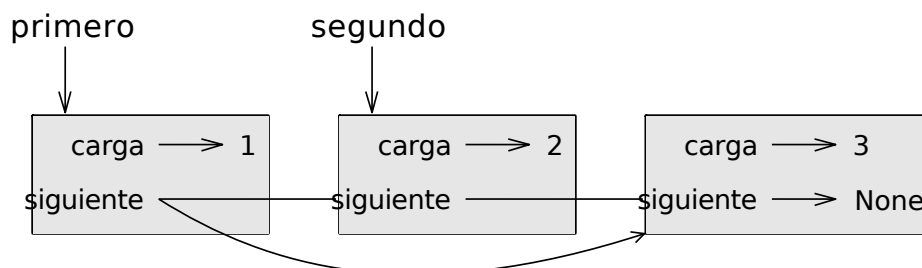 primero segundo
carga 1 carga 2 carga 3
siguiente siguiente siguiente None